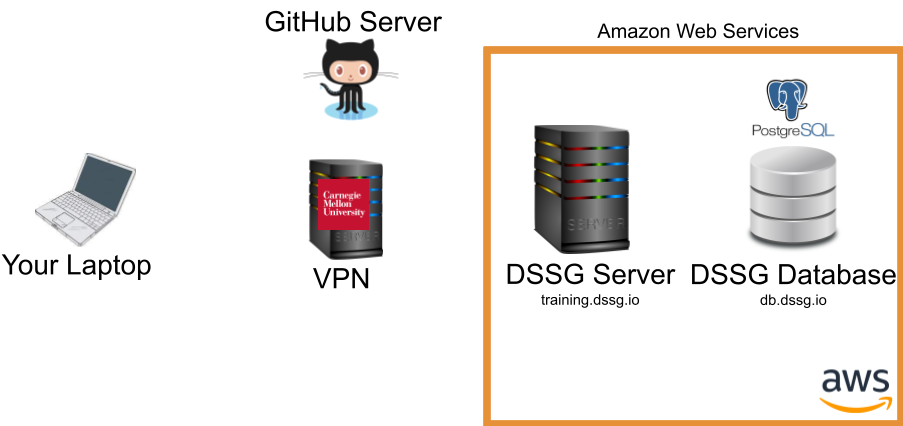 GitHub Server
Amazon Web Services
PostgreSQL
Carnegie
Mellon
University
SERVER
SERVER
Your Laptop
VPN
DSSG Server
training.dssg.io
DSSG Database
db.dssg.io
aws